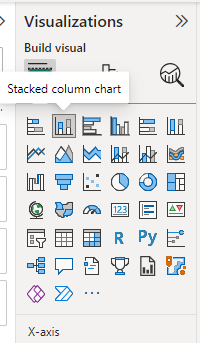 Visualizations
Build visual
Stacked column chart
123
R
Py
X-axis